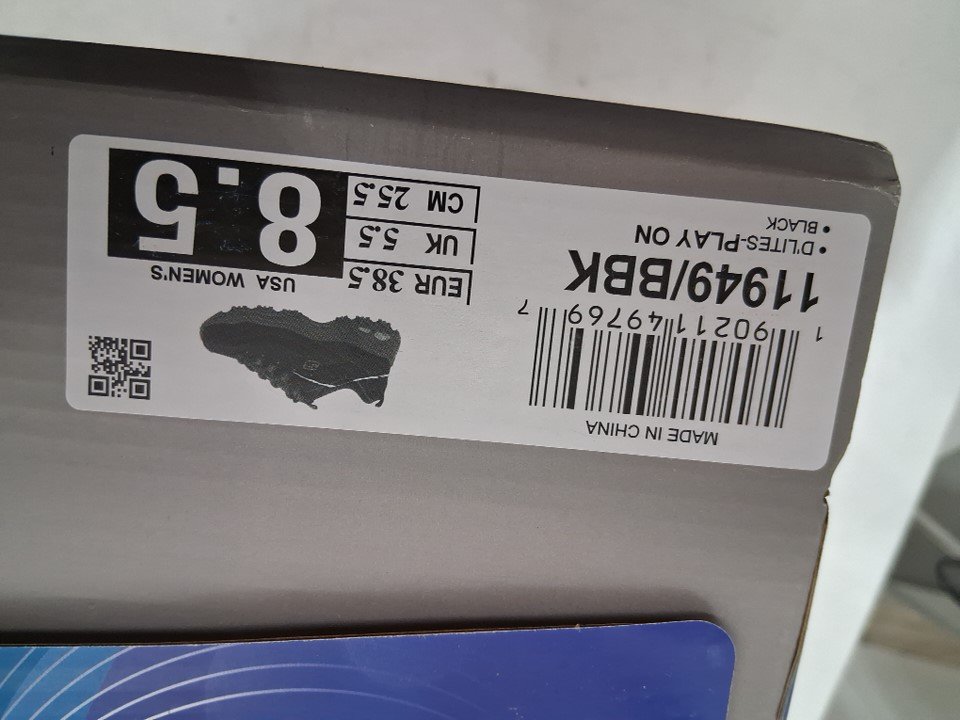 MADE IN CHINA
1 90211 49769 7
11949/BBK
• D'LITES-PLAY ON
• BLACK
EUR 38.5
UK 5.5
CM 25.5
USA WOMEN'S
8.5